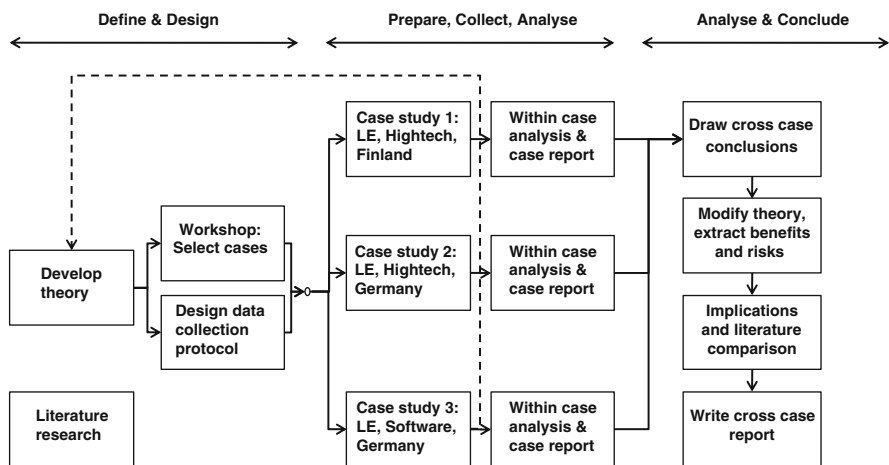 Define & Design
Prepare, Collect, Analyse
Analyse & Conclude
Develop
theory
Literature
research
Workshop:
Select cases
Design data
collection
protocol
Case study 1:
LE, Hightech,
Finland
Within case
analysis &
case report
Case study 2:
LE, Hightech,
Germany
Within case
analysis &
case report
Case study 3:
LE, Software,
Germany
Within case
analysis &
case report
Draw cross case
conclusions
Modify theory,
extract benefits
and risks
Implications
and literature
comparison
Write cross case
report